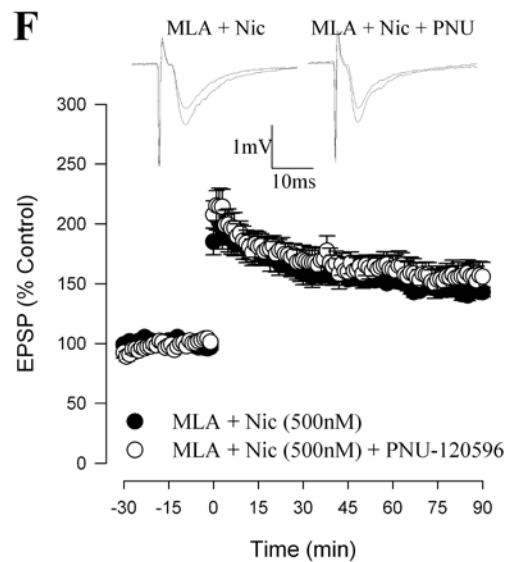 F
MLA + Nic
MLA + Nic + PNU
1mV
10ms
EPSP (% Control)
300
250
200
150
100
50
0
MLA + Nic (500nM)
MLA + Nic (500nM) + PNU-120596
-30 -15 0 15 30 45 60 75 90
Time (min)